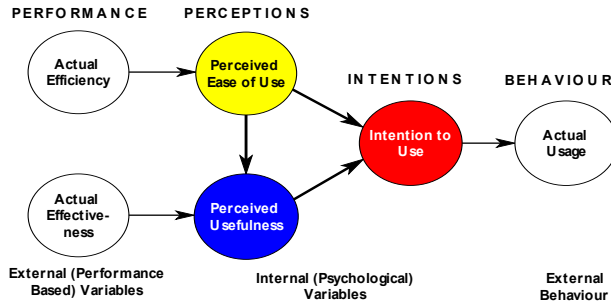 PERFORMANCE
PERCEPTIONS
INTENTIONS
BEHAVIOUR
Actual
Efficiency
Perceived
Ease of Use
Intention to
Use
Actual
Usage
Actual
Effective-
ness
Perceived
Usefulness
External (Performance
Based) Variables
Internal (Psychological)
Variables
External
Behaviour